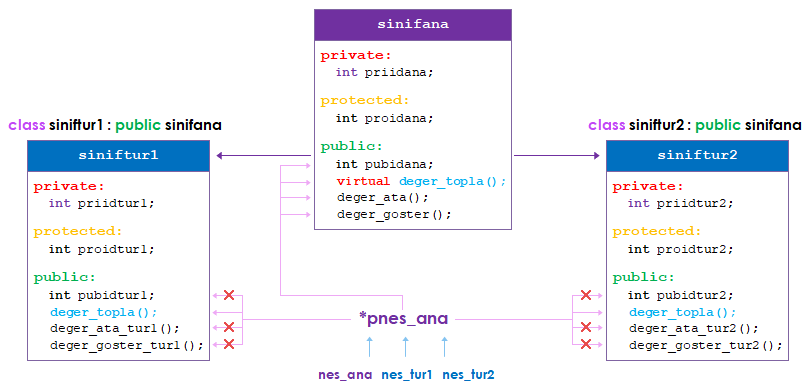 sinifana
private:
int priidana;
protected:
int proidana;
public:
int pubidana;
virtual deger_topla();
deger_ata();
deger_goster();
class siniftur1 : public sinifana
siniftur1
private:
int priidtur1;
protected:
int proidtur1;
public:
int pubidtur1;
deger_topla();
deger_ata_tur1();
deger_goster_tur1();
class siniftur2 : public sinifana
siniftur2
private:
int priidtur2;
protected:
int proidtur2;
public:
int pubidtur2;
deger_topla();
deger_ata_tur2();
deger_goster_tur2();
*pnes_ana
nes_ana nes_tur1 nes_tur2